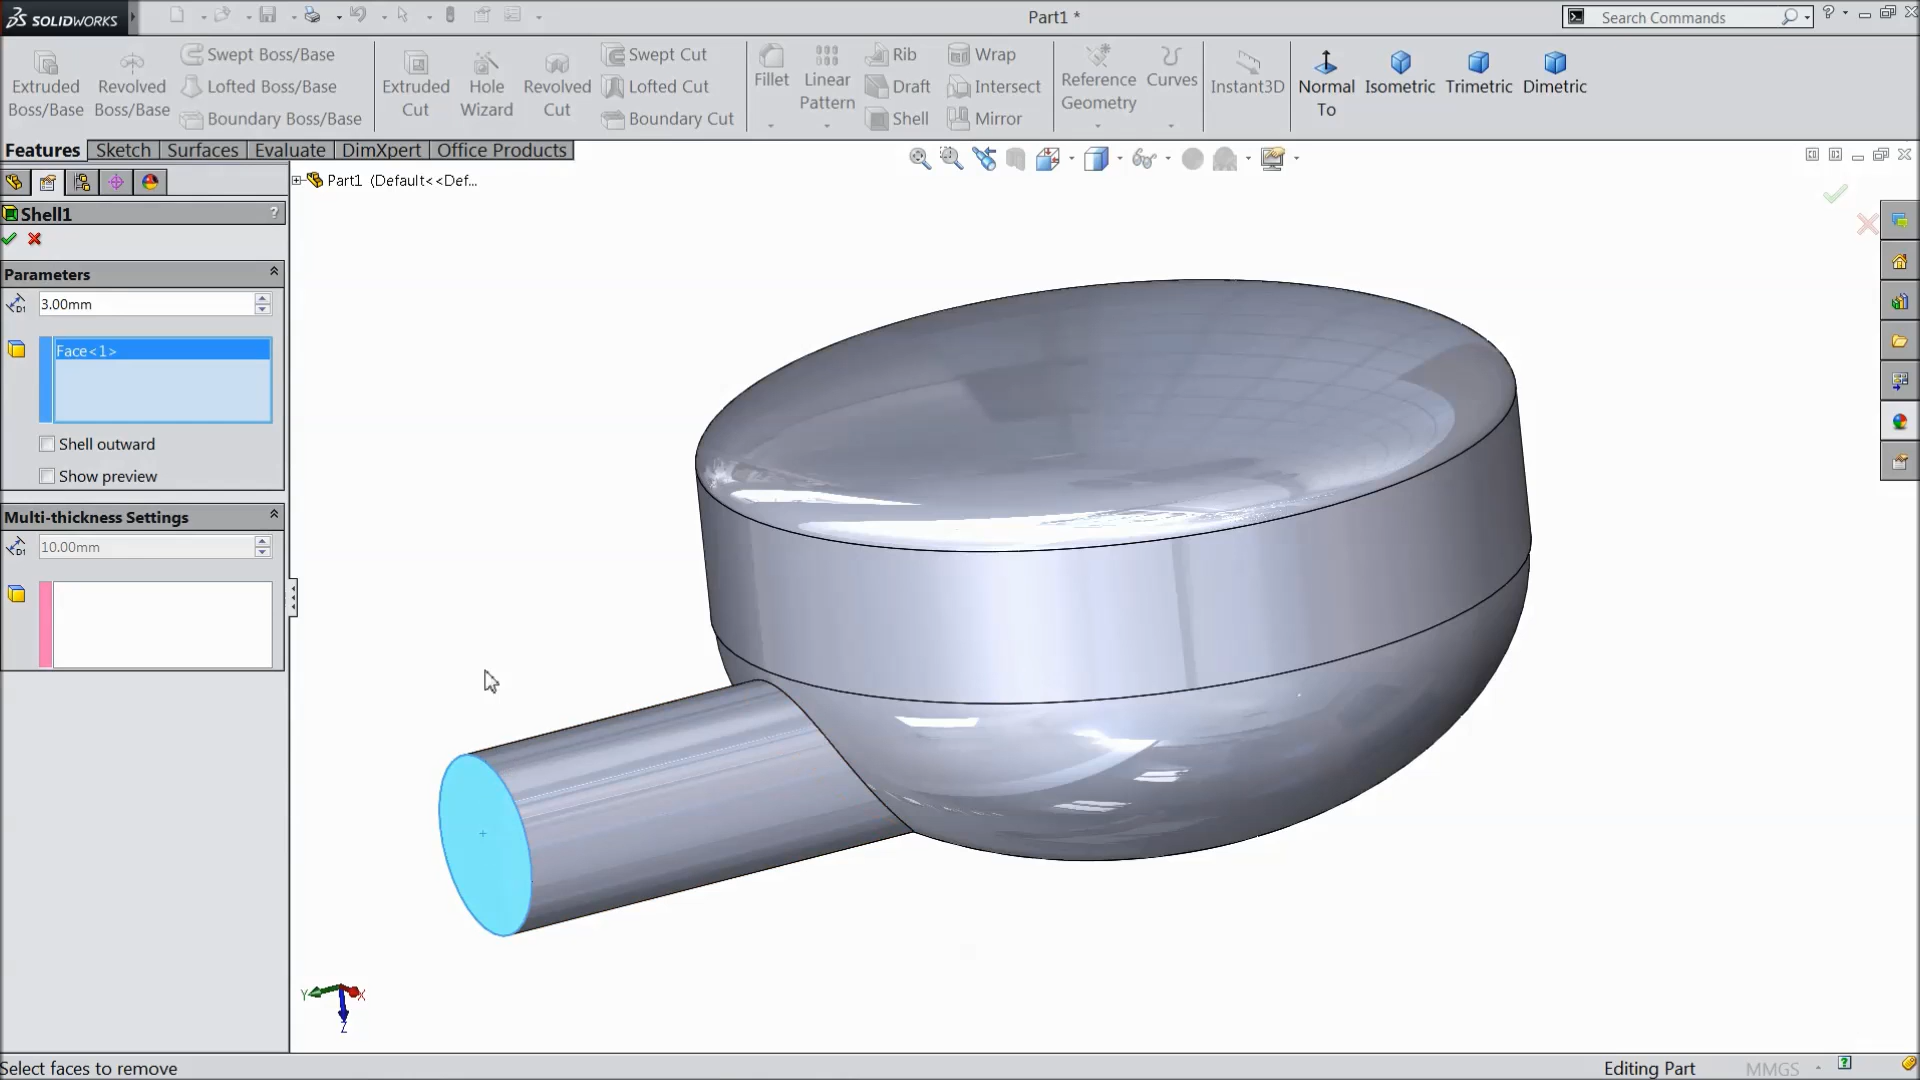 SOLIDWORKS
Part1 *
Search Commands
Extruded Boss/Base
Revolved Boss/Base
Swept Boss/Base
Lofted Boss/Base
Boundary Boss/Base
Extruded Cut
Hole Wizard
Revolved Cut
Swept Cut
Lofted Cut
Boundary Cut
Fillet
Linear Pattern
Rib
Draft
Shell
Wrap
Intersect
Mirror
Reference Geometry
Curves
Instant3D
Normal To
Isometric
Trimetric
Dimetric
Features
Sketch
Surfaces
Evaluate
DimXpert
Office Products
Part1 (Default<<Def...
Shell1
?
Parameters
D1
3.00mm
Face<1>
Shell outward
Show preview
Multi-thickness Settings
D1
10.00mm
Y
X
Z
Select faces to remove
Editing Part
MMGS